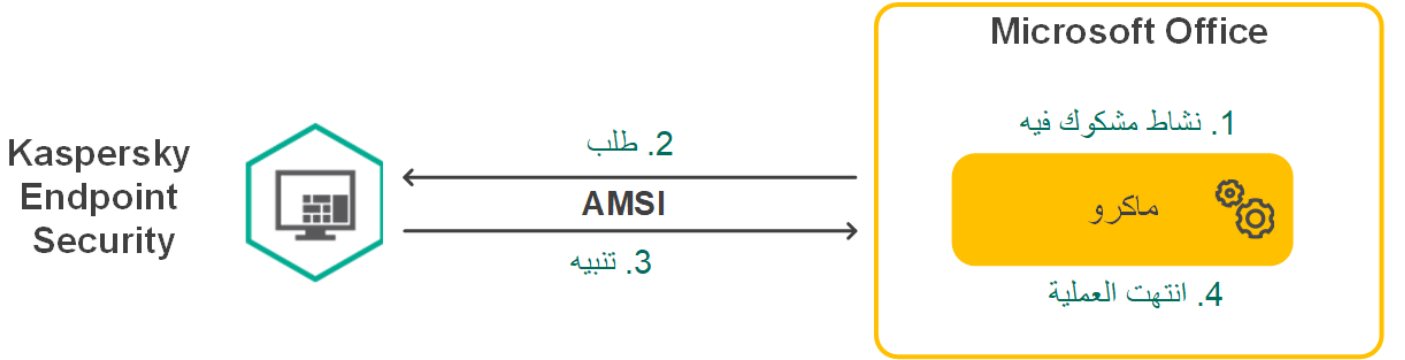 Microsoft Office
1. نشاط مشكوك فيه
ماكرو
4. انتهت العملية
2. طلب
AMSI
3. تنبيه
Kaspersky
Endpoint
Security